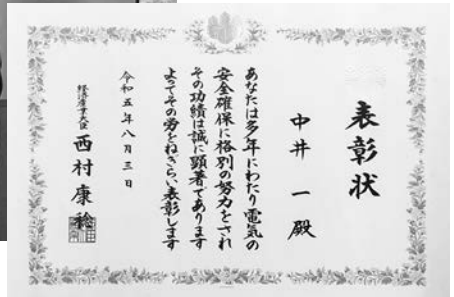 表彰状
中井 一 殿
あなたは多年にわたり電気の
安全確保に格別の努力をされ
その功績は誠に顕著であります
よってその労をねぎらい表彰します
令和五年八月三日
経済産業大臣 西村康稔